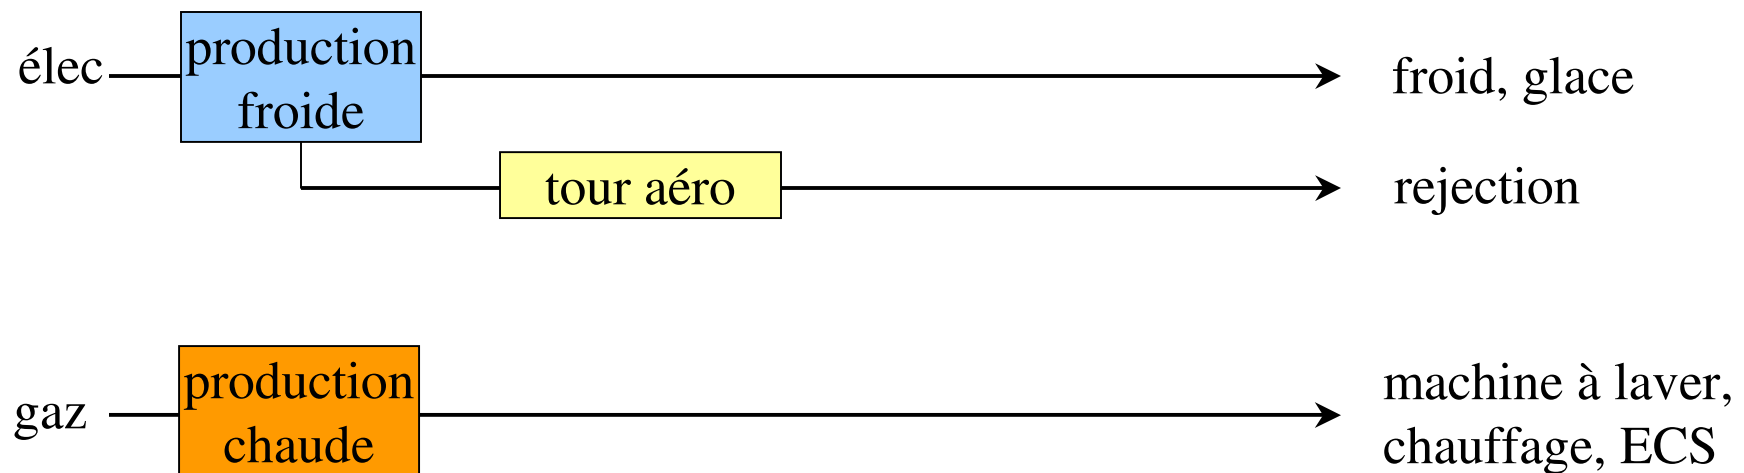 élec
production
froide
froid, glace
tour aéro
rejection
gaz
production
chaude
machine à laver,
chauffage, ECS